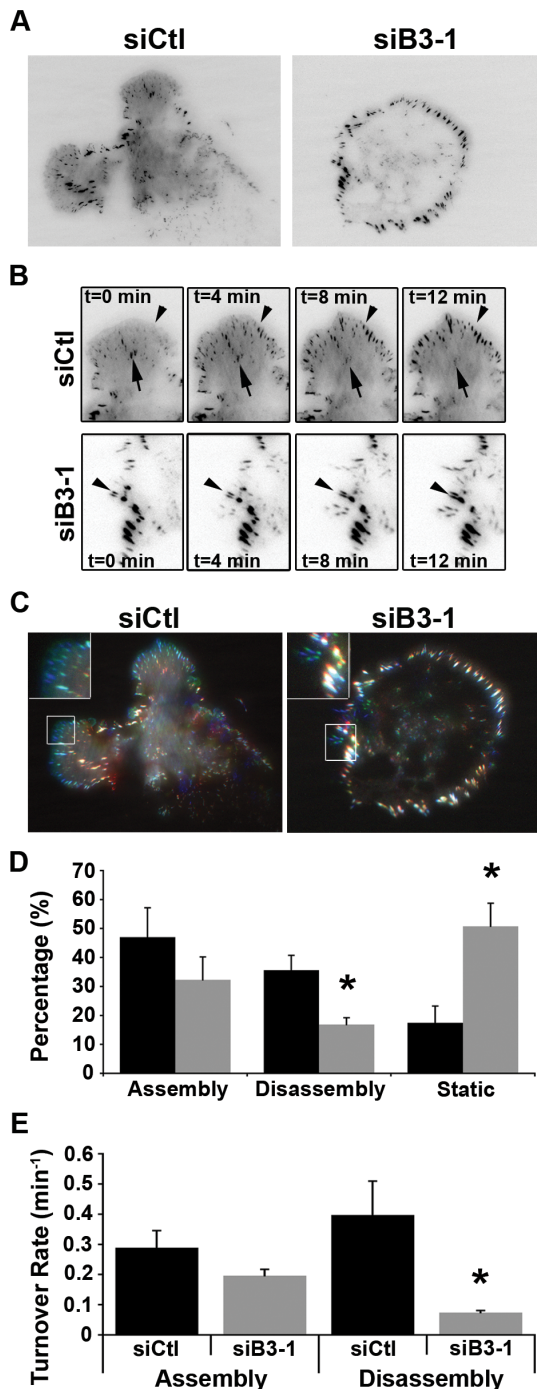 A
siCtl siB3-1
B
siCtl
t=0 min t=4 min t=8 min t=12 min
siB3-1
t=0 min t=4 min t=8 min t=12 min
C
siCtl siB3-1
D
Percentage (%)
70
60
50
40
30
20
10
0
* *
Assembly Disassembly Static
E
Turnover Rate (min⁻¹)
0.6
0.5
0.4
0.3
0.2
0.1
0
*
siCtl siB3-1 siCtl siB3-1
Assembly Disassembly